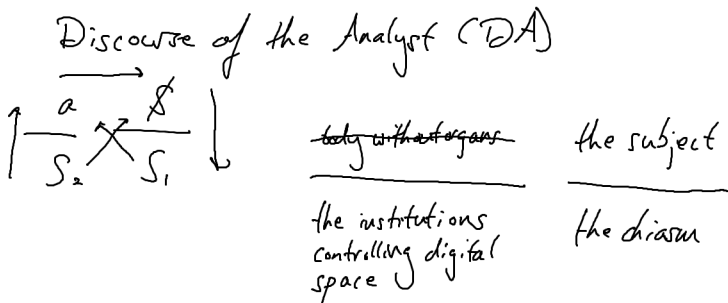 Discourse of the Analyst (DA)
a $
S₂ S₁
body without organs the subject
the institutions the chiasm
controlling digital
space